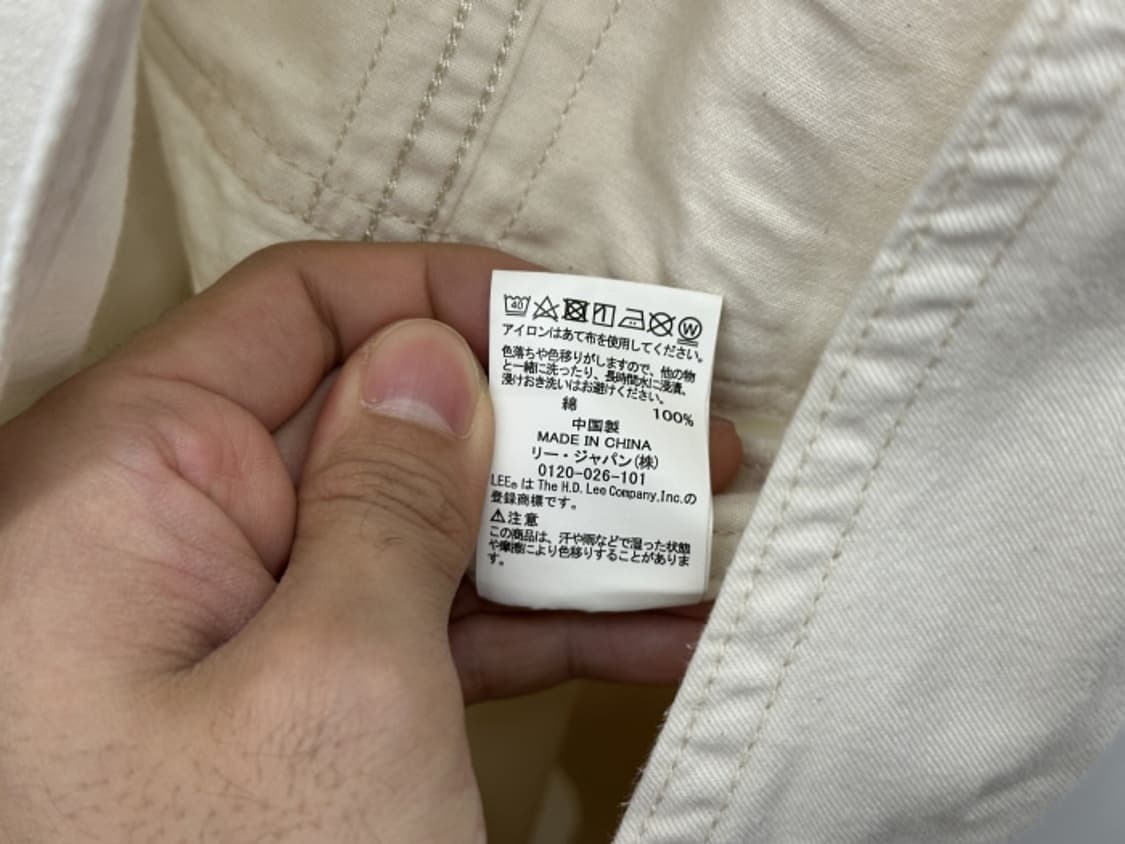 40
W
アイロンはあて布を使用してください。
色落ちや色移りがしますので、他の物
と一緒に洗ったり、長時間水に浸漬、
浸けおき洗いはお避けください。
綿 100%
中国製
MADE IN CHINA
リー・ジャパン(株)
0120-026-101
LEE®は The H.D. Lee Company,Inc.の
登録商標です。
⚠注意
この商品は、汗や雨などで湿った状態
や摩擦により色移りすることがありま
す。